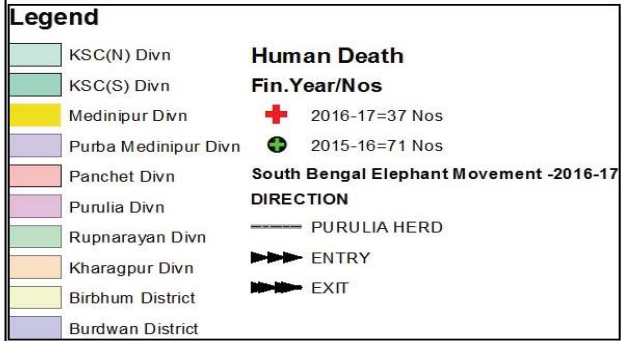 Legend
KSC(N) Divn
KSC(S) Divn
Medinipur Divn
Purba Medinipur Divn
Panchet Divn
Purulia Divn
Rupnarayan Divn
Kharagpur Divn
Birbhum District
Burdwan District
Human Death
Fin.Year/Nos
2016-17=37 Nos
2015-16=71 Nos
South Bengal Elephant Movement -2016-17
DIRECTION
PURULIA HERD
ENTRY
EXIT